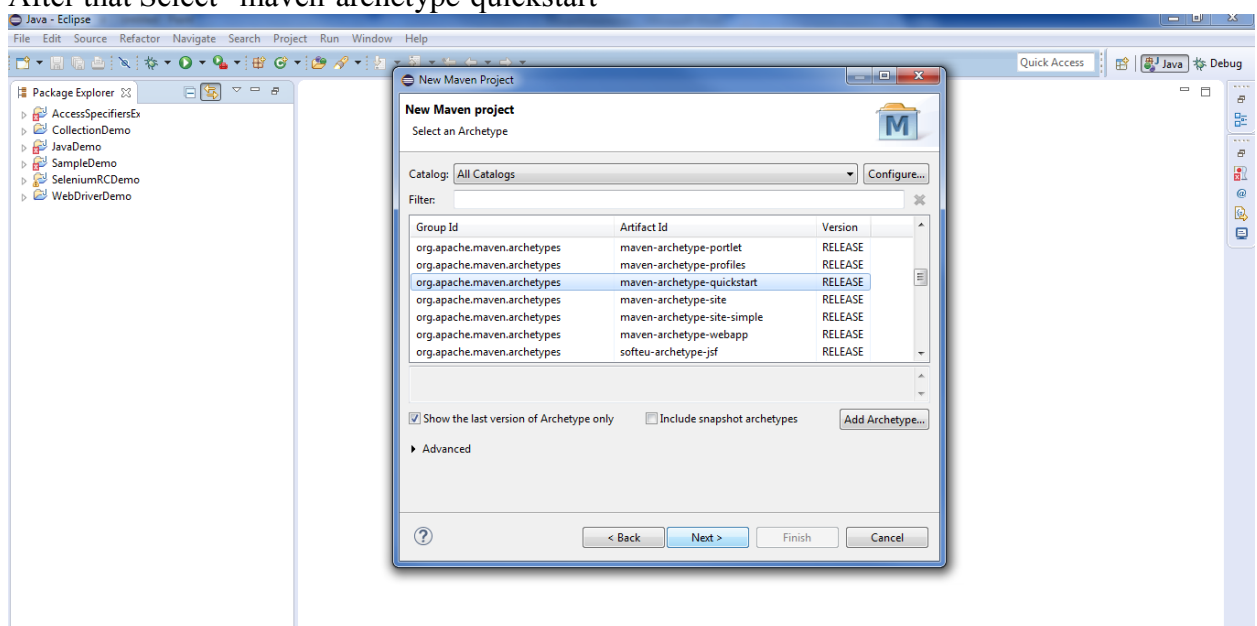 After that Select "maven-archetype-quickstart"
Java - Eclipse
File Edit Source Refactor Navigate Search Project Run Window Help
Quick Access Java Debug
Package Explorer
AccessSpecifiersEx
CollectionDemo
JavaDemo
SampleDemo
SeleniumRCDemo
WebDriverDemo
New Maven Project
New Maven project
Select an Archetype
M
Catalog: All Catalogs Configure...
Filter:
Group Id Artifact Id Version
org.apache.maven.archetypes maven-archetype-portlet RELEASE
org.apache.maven.archetypes maven-archetype-profiles RELEASE
org.apache.maven.archetypes maven-archetype-quickstart RELEASE
org.apache.maven.archetypes maven-archetype-site RELEASE
org.apache.maven.archetypes maven-archetype-site-simple RELEASE
org.apache.maven.archetypes maven-archetype-webapp RELEASE
org.apache.maven.archetypes softeu-archetype-jsf RELEASE
Show the last version of Archetype only Include snapshot archetypes Add Archetype...
Advanced
? < Back Next > Finish Cancel